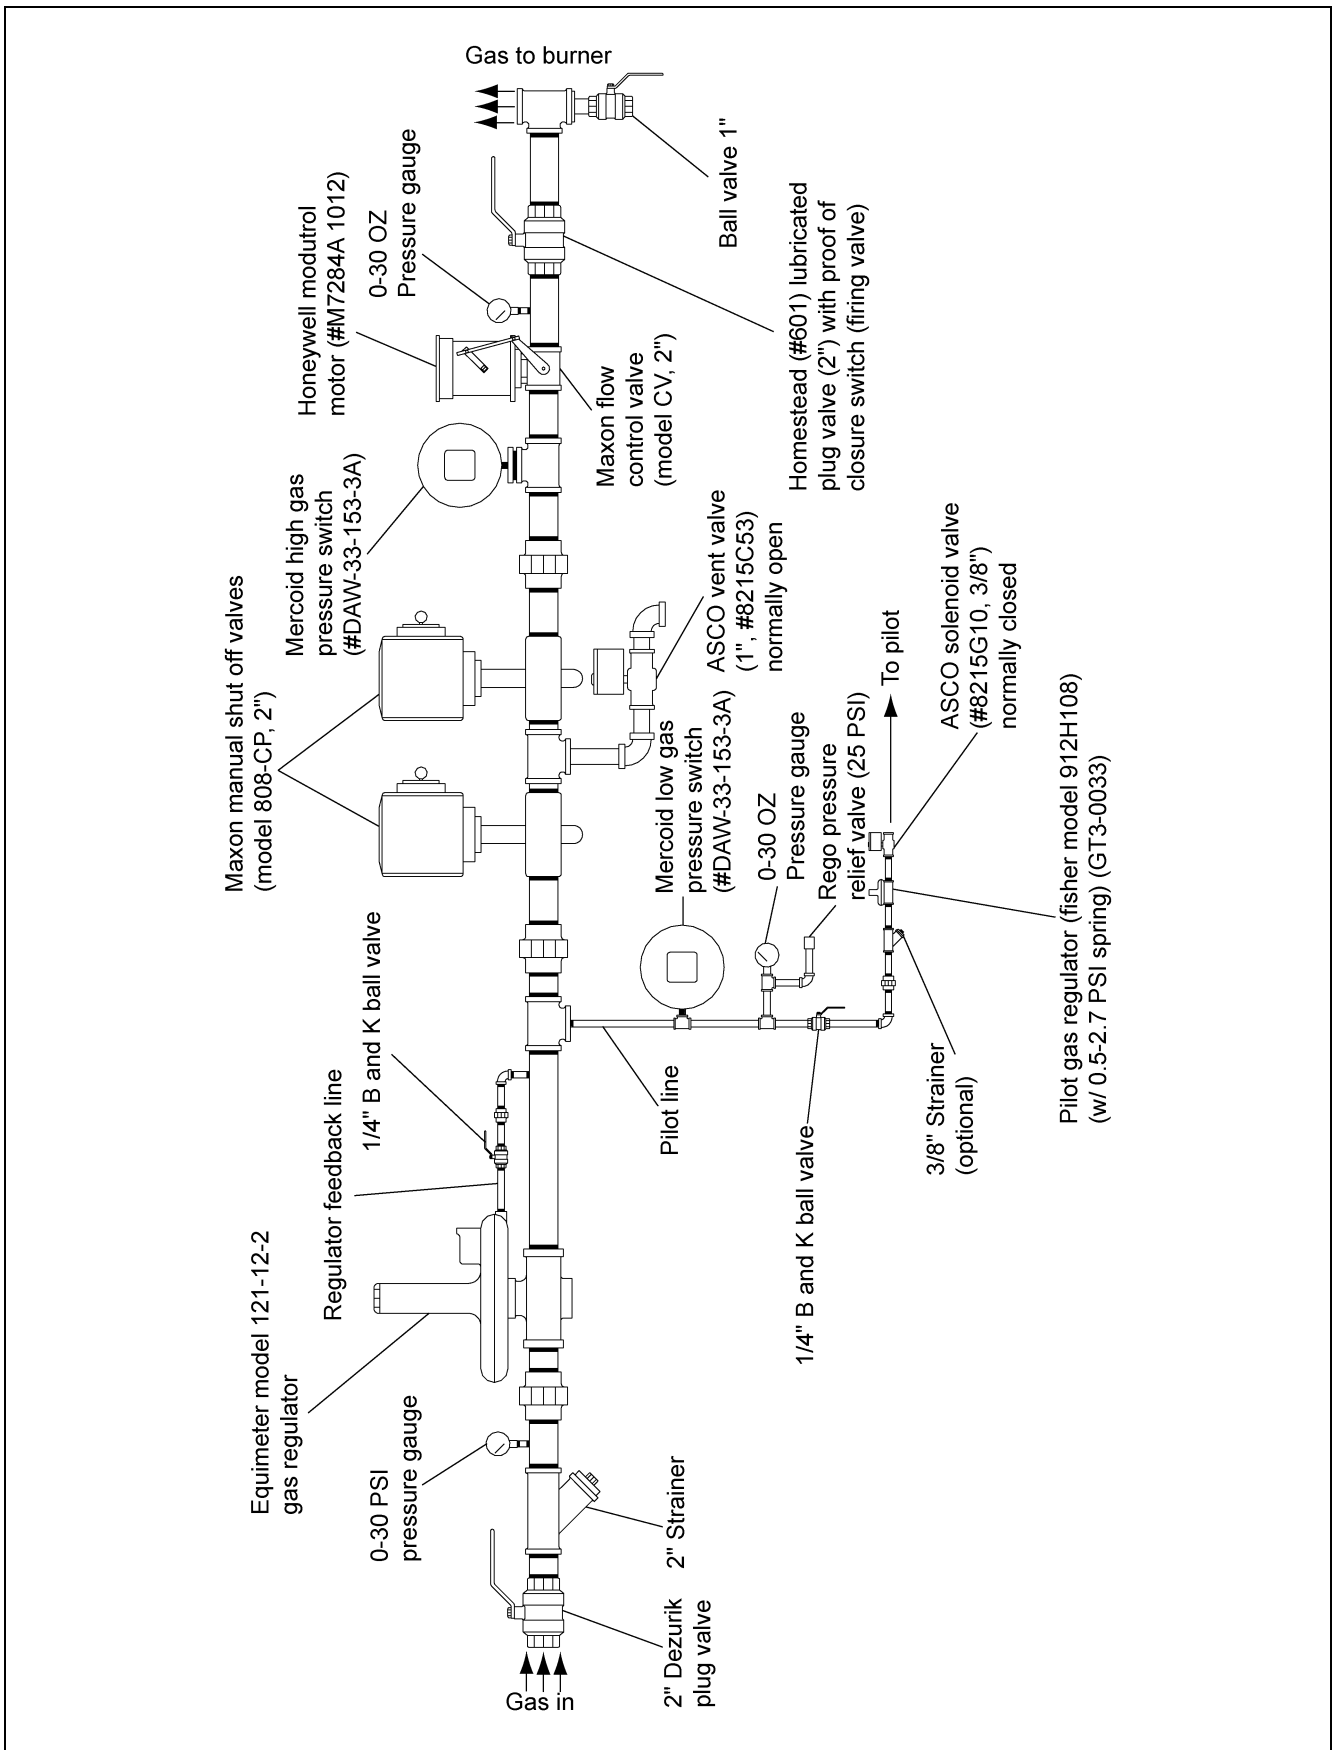 Gas to burner
Gas in
2" Dezurik
plug valve
2" Strainer
0-30 PSI
pressure gauge
Equimeter model 121-12-2
gas regulator
Regulator feedback line
1/4" B and K ball valve
Maxon manual shut off valves
(model 808-CP, 2")
Mercoid high gas
pressure switch
(#DAW-33-153-3A)
Honeywell modutrol
motor (#M7284A 1012)
0-30 OZ
Pressure gauge
Ball valve 1"
Homestead (#601) lubricated
plug valve (2") with proof of
closure switch (firing valve)
Maxon flow
control valve
(model CV, 2")
ASCO vent valve
(1", #8215C53)
normally open
Mercoid low gas
pressure switch
(#DAW-33-153-3A)
0-30 OZ
Pressure gauge
Rego pressure
relief valve (25 PSI)
To pilot
ASCO solenoid valve
(#8215G10, 3/8")
normally closed
Pilot gas regulator (fisher model 912H108)
(w/ 0.5-2.7 PSI spring) (GT3-0033)
3/8" Strainer
(optional)
1/4" B and K ball valve
Pilot line